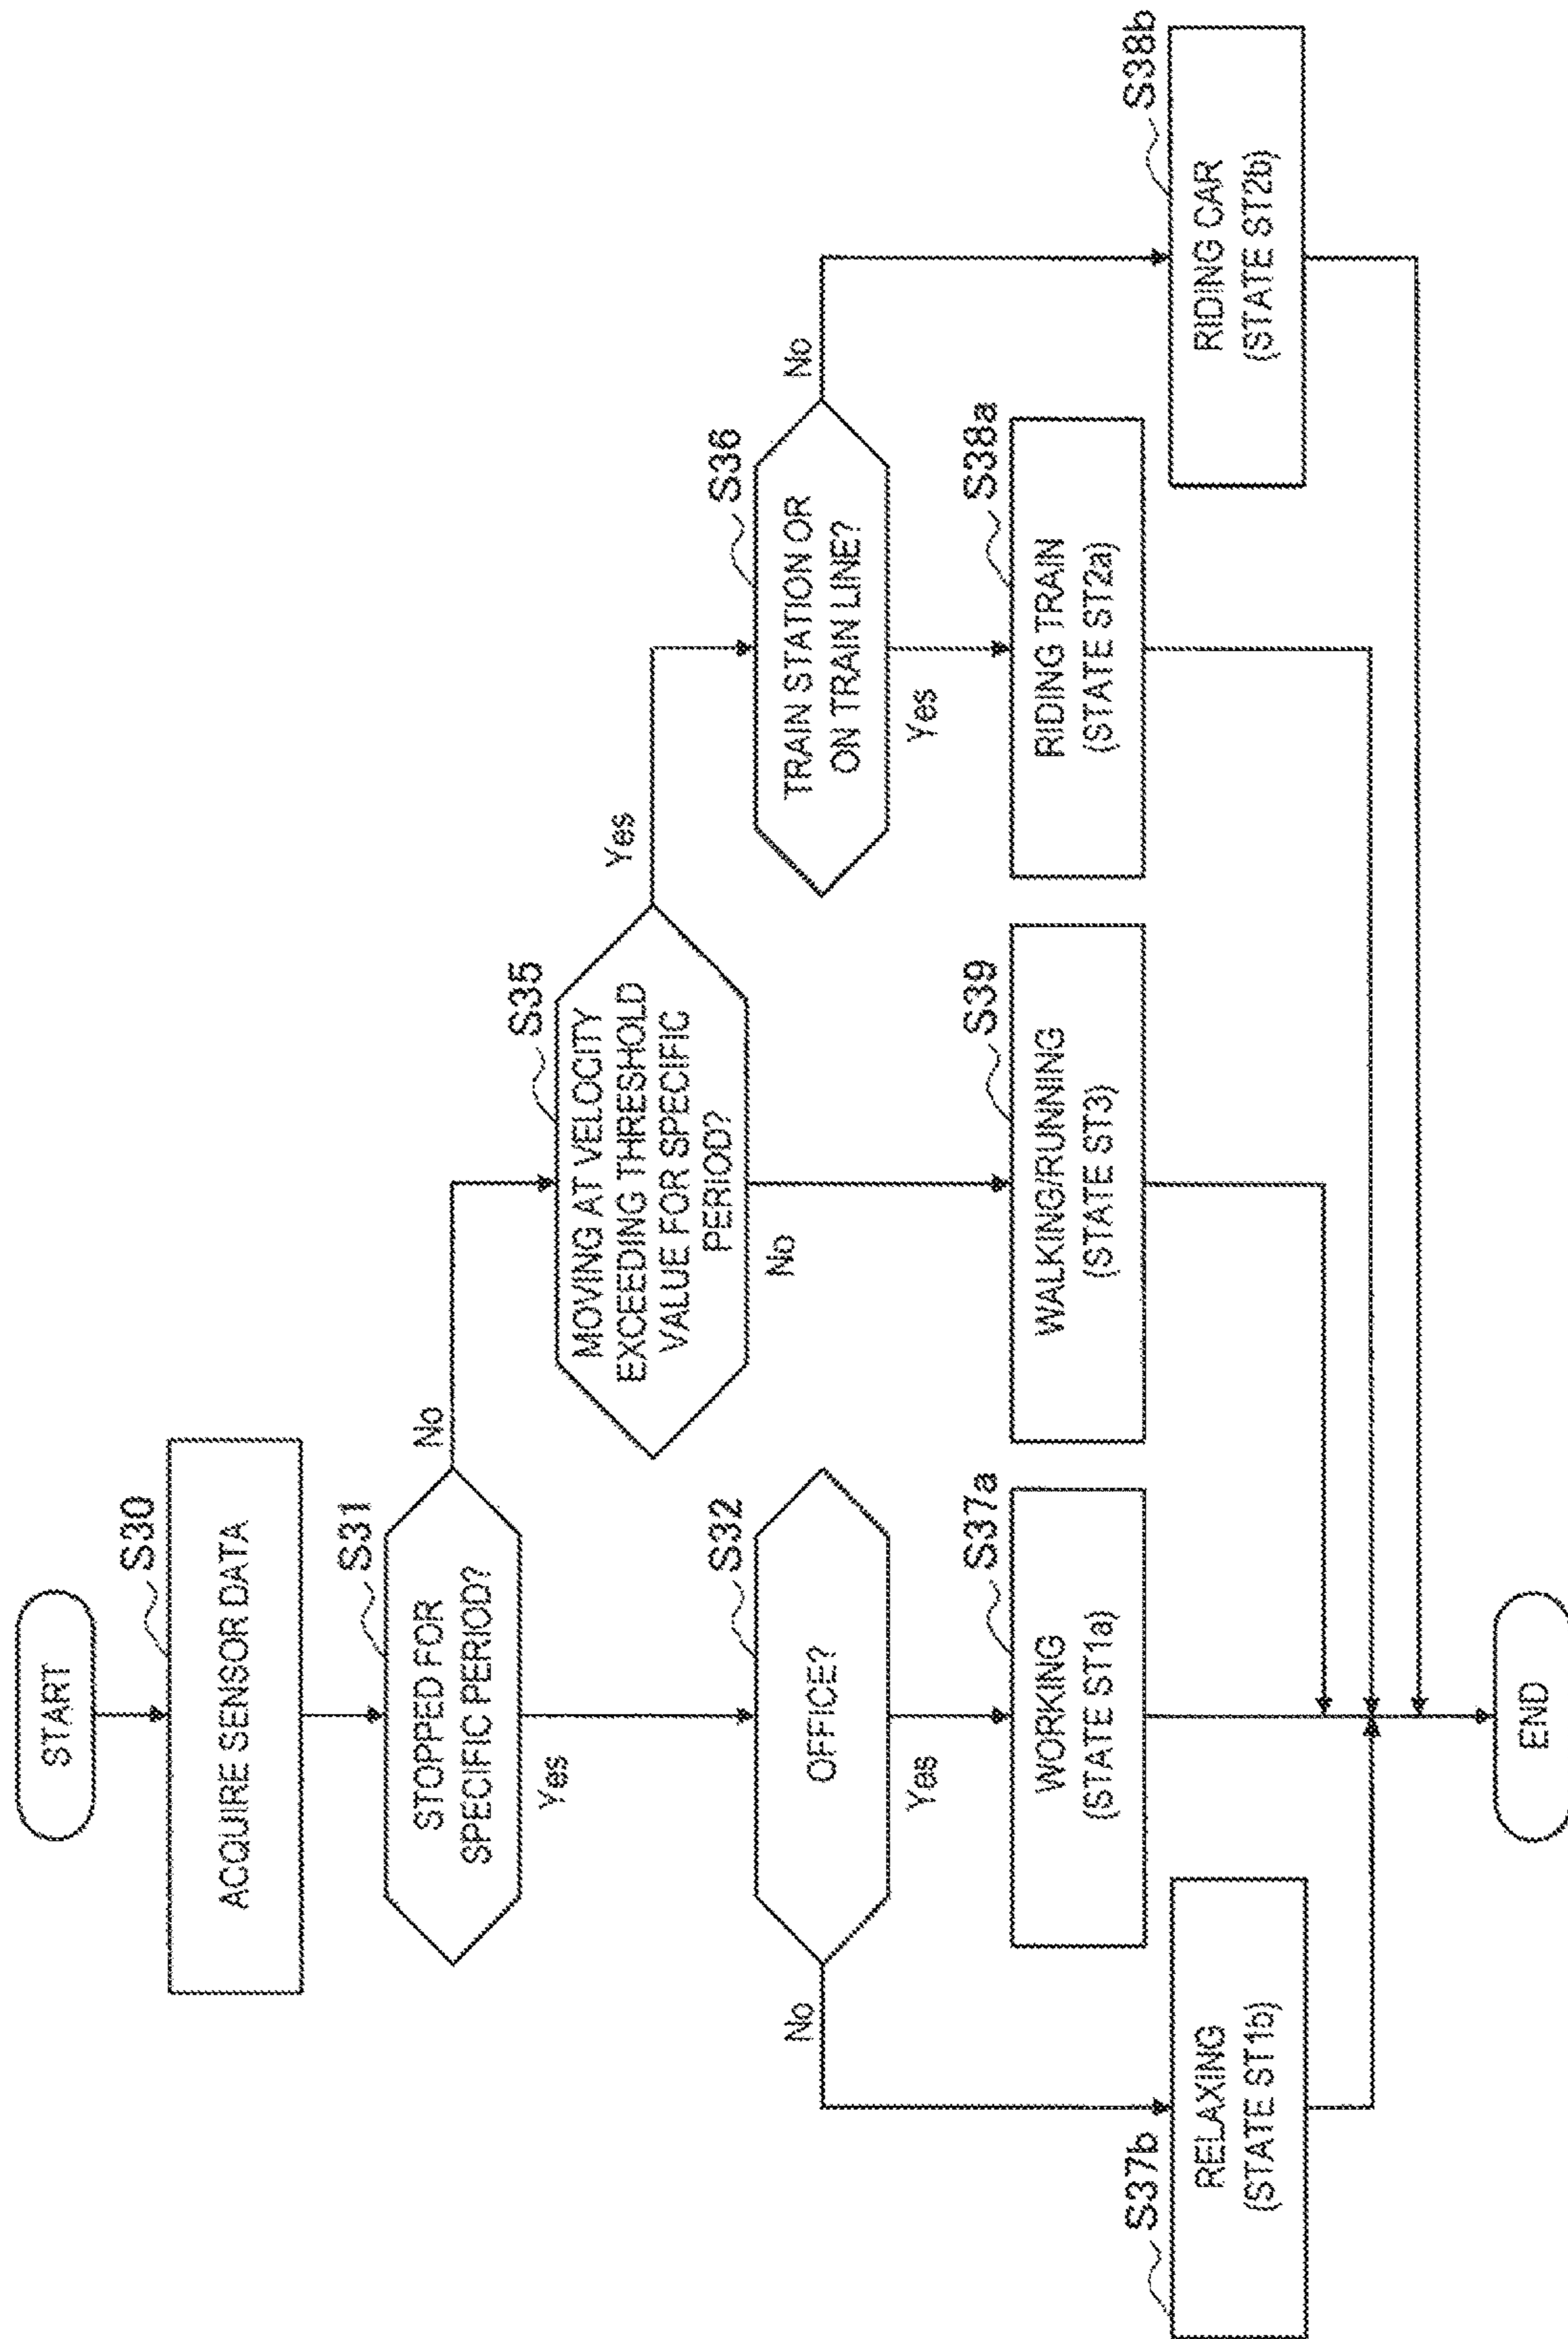 START
S30
ACQUIRE SENSOR DATA
S31
STOPPED FOR
SPECIFIC PERIOD?
No
Yes
S35
MOVING AT VELOCITY
EXCEEDING THRESHOLD
VALUE FOR SPECIFIC
PERIOD?
Yes
No
S32
OFFICE?
No
Yes
S36
TRAIN STATION OR
ON TRAIN LINE?
No
Yes
S37a
WORKING
(STATE ST1a)
S39
WALKING/RUNNING
(STATE ST3)
S38a
RIDING TRAIN
(STATE ST2a)
S37b
RELAXING
(STATE ST1b)
S38b
RIDING CAR
(STATE ST2b)
END